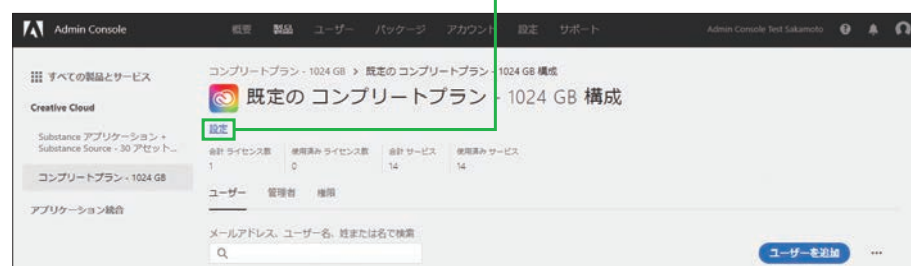 Admin Console
概要 製品 ユーザー パッケージ アカウント 設定 サポート
Admin Console Test Sakamoto
すべての製品とサービス
Creative Cloud
Substance アプリケーション +
Substance Source - 30 アセット...
コンプリートプラン - 1024 GB
アプリケーション統合
コンプリートプラン - 1024 GB > 既定の コンプリートプラン - 1024 GB 構成
既定の コンプリートプラン - 1024 GB 構成
設定
合計 ライセンス数 使用済み ライセンス数 合計 サービス 使用済み サービス
1 0 14 14
ユーザー 管理者 権限
メールアドレス、ユーザー名、姓または名で検索
ユーザーを追加